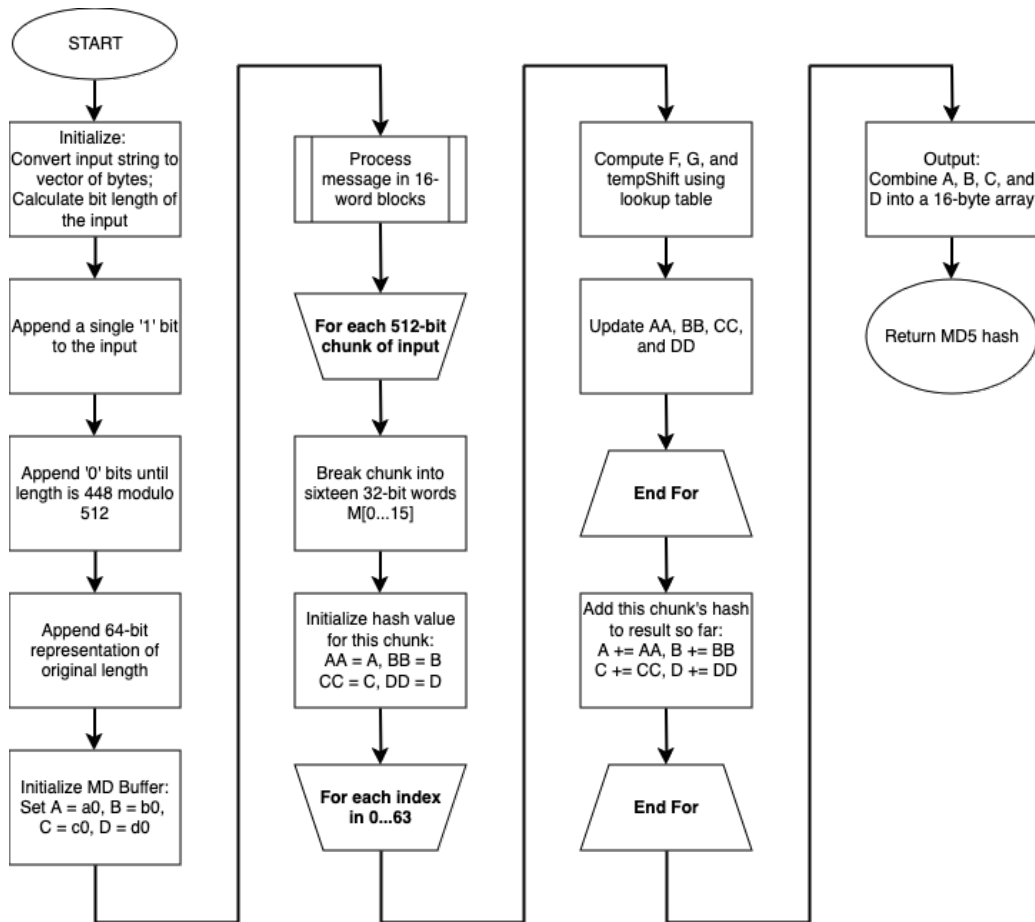 START
Initialize:
Convert input string to
vector of bytes;
Calculate bit length of
the input
Append a single '1' bit
to the input
Append '0' bits until
length is 448 modulo
512
Append 64-bit
representation of
original length
Initialize MD Buffer:
Set A = a0, B = b0,
C = c0, D = d0
Process
message in 16-
word blocks
For each 512-bit
chunk of input
Break chunk into
sixteen 32-bit words
M[0...15]
Initialize hash value
for this chunk:
AA = A, BB = B
CC = C, DD = D
For each index
in 0...63
Compute F, G, and
tempShift using
lookup table
Update AA, BB, CC,
and DD
End For
Add this chunk's hash
to result so far:
A += AA, B += BB
C += CC, D += DD
End For
Output:
Combine A, B, C, and
D into a 16-byte array
Return MD5 hash